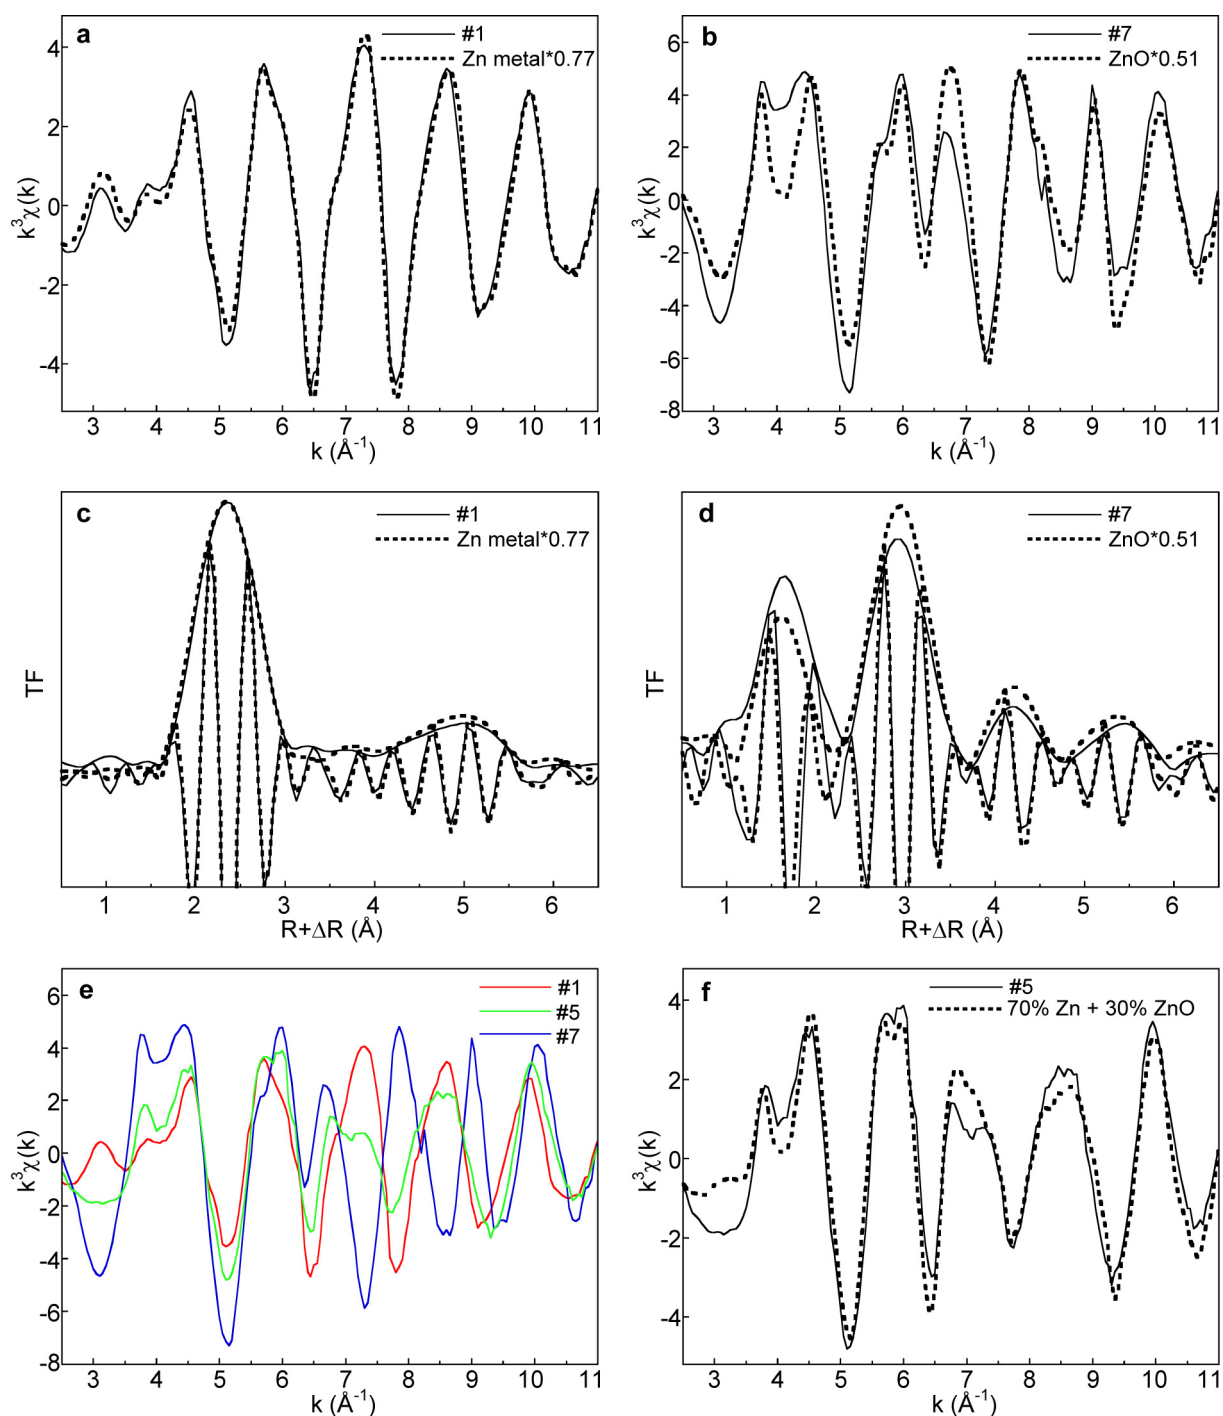 a
#1
Zn metal*0.77
4
2
0
-2
-4
k³χ(k)
3 4 5 6 7 8 9 10 11
k (Å⁻¹)
b
#7
ZnO*0.51
6
4
2
0
-2
-4
-6
-8
k³χ(k)
3 4 5 6 7 8 9 10 11
k (Å⁻¹)
c
#1
Zn metal*0.77
TF
1 2 3 4 5 6
R+ΔR (Å)
d
#7
ZnO*0.51
TF
1 2 3 4 5 6
R+ΔR (Å)
e
#1
#5
#7
6
4
2
0
-2
-4
-6
-8
k³χ(k)
3 4 5 6 7 8 9 10 11
k (Å⁻¹)
f
#5
70% Zn + 30% ZnO
4
2
0
-2
-4
k³χ(k)
3 4 5 6 7 8 9 10 11
k (Å⁻¹)